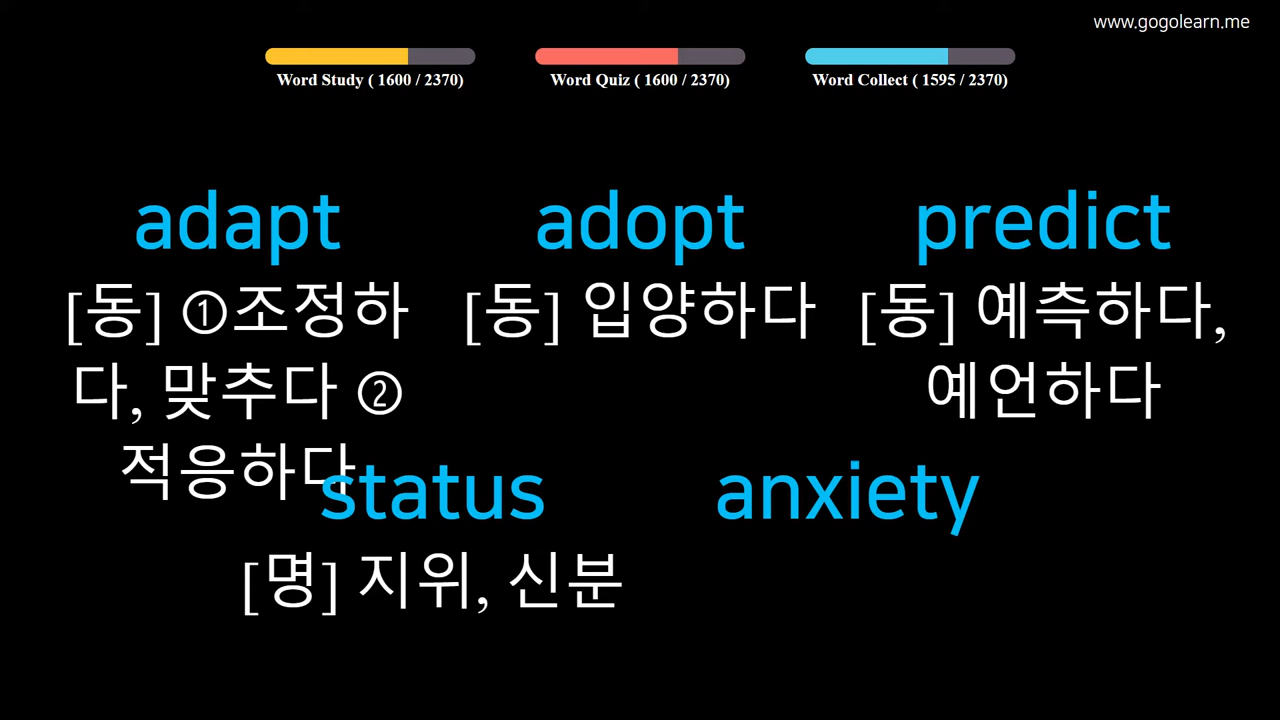 www.gogolearn.me
Word Study ( 1600 / 2370)
Word Quiz ( 1600 / 2370)
Word Collect ( 1595 / 2370)
adapt
[동] ①조정하
다, 맞추다 ②
적응하다
adopt
[동] 입양하다
predict
[동] 예측하다,
예언하다
status
[명] 지위, 신분
anxiety